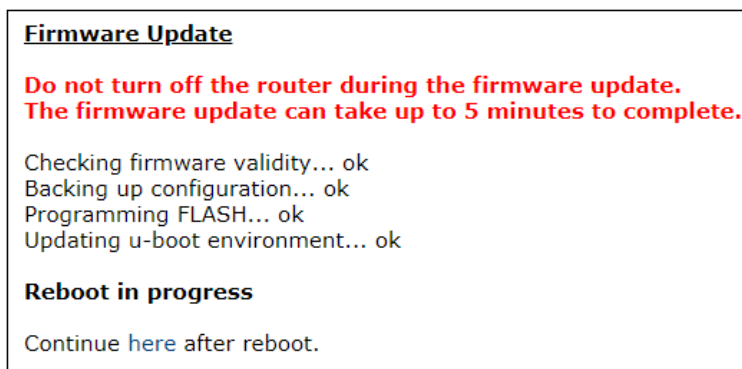 Firmware Update
Do not turn off the router during the firmware update.
The firmware update can take up to 5 minutes to complete.
Checking firmware validity... ok
Backing up configuration... ok
Programming FLASH... ok
Updating u-boot environment... ok
Reboot in progress
Continue here after reboot.